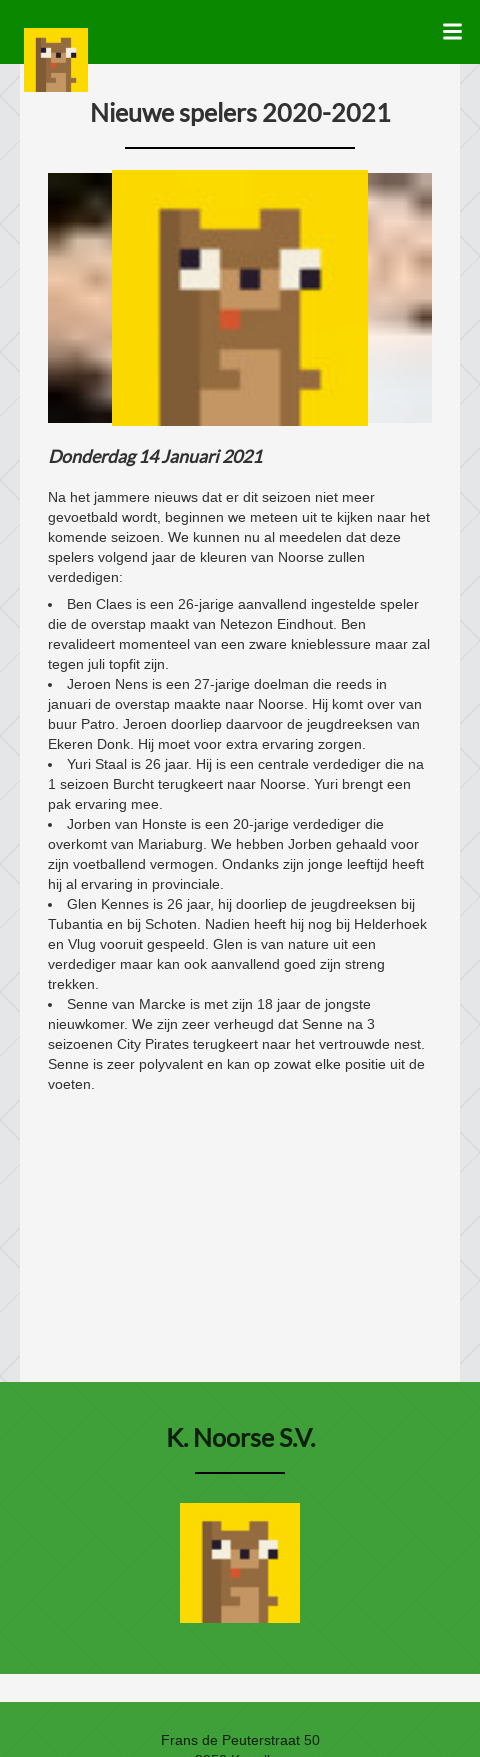 Nieuwe spelers 2020-2021
Donderdag 14 Januari 2021
Na het jammere nieuws dat er dit seizoen niet meer
gevoetbald wordt, beginnen we meteen uit te kijken naar het
komende seizoen. We kunnen nu al meedelen dat deze
spelers volgend jaar de kleuren van Noorse zullen
verdedigen:
• Ben Claes is een 26-jarige aanvallend ingestelde speler
die de overstap maakt van Netezon Eindhout. Ben
revalideert momenteel van een zware knieblessure maar zal
tegen juli topfit zijn.
• Jeroen Nens is een 27-jarige doelman die reeds in
januari de overstap maakte naar Noorse. Hij komt over van
buur Patro. Jeroen doorliep daarvoor de jeugdreeksen van
Ekeren Donk. Hij moet voor extra ervaring zorgen.
• Yuri Staal is 26 jaar. Hij is een centrale verdediger die na
1 seizoen Burcht terugkeert naar Noorse. Yuri brengt een
pak ervaring mee.
• Jorben van Honste is een 20-jarige verdediger die
overkomt van Mariaburg. We hebben Jorben gehaald voor
zijn voetballend vermogen. Ondanks zijn jonge leeftijd heeft
hij al ervaring in provinciale.
• Glen Kennes is 26 jaar, hij doorliep de jeugdreeksen bij
Tubantia en bij Schoten. Nadien heeft hij nog bij Helderhoek
en Vlug vooruit gespeeld. Glen is van nature uit een
verdediger maar kan ook aanvallend goed zijn streng
trekken.
• Senne van Marcke is met zijn 18 jaar de jongste
nieuwkomer. We zijn zeer verheugd dat Senne na 3
seizoenen City Pirates terugkeert naar het vertrouwde nest.
Senne is zeer polyvalent en kan op zowat elke positie uit de
voeten.
K. Noorse S.V.
Frans de Peuterstraat 50